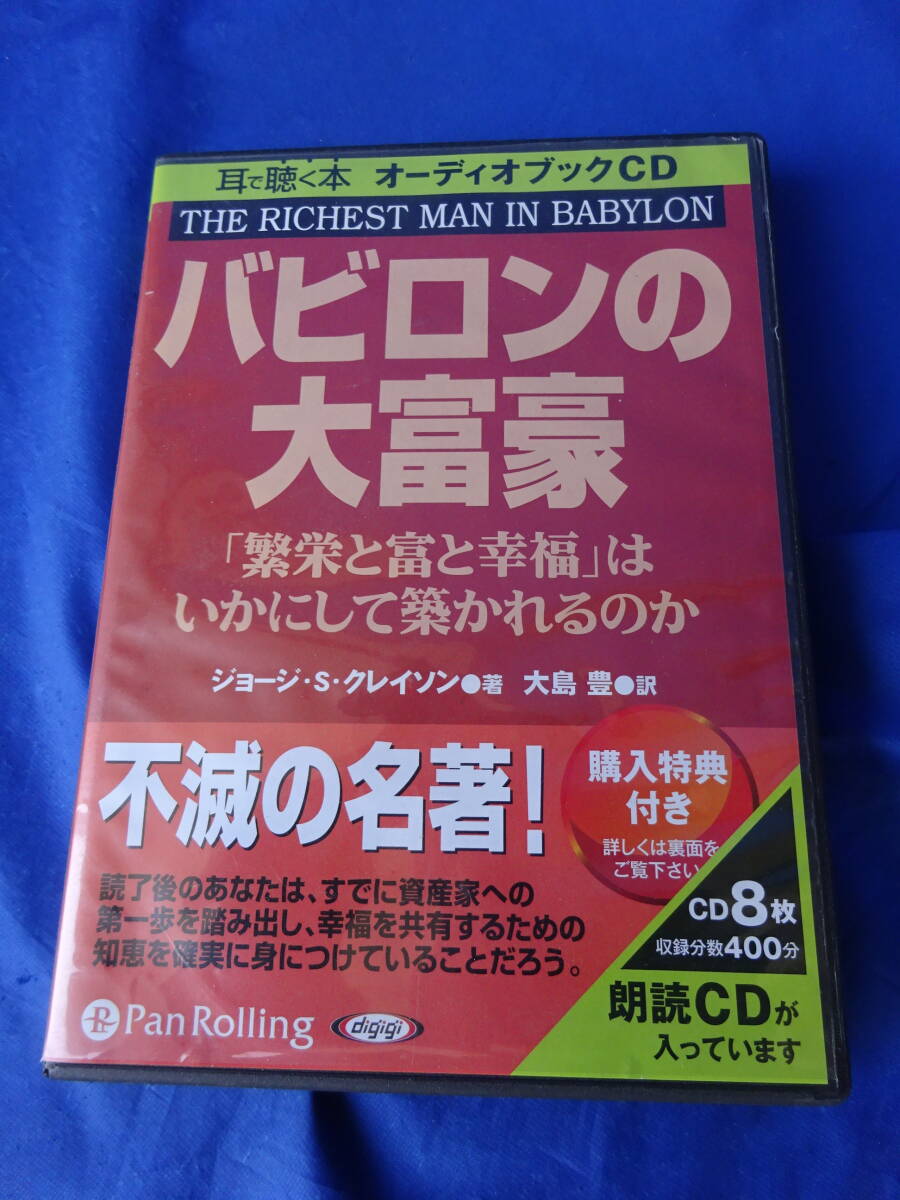 耳で聴く本 オーディオブックCD
THE RICHEST MAN IN BABYLON
バビロンの
大富豪
「繁栄と富と幸福」は
いかにして築かれるのか
ジョージ・S・クレイソン●著 大島 豊●訳
不滅の名著!
購入特典
付き
詳しくは裏面を
ご覧下さい
読了後のあなたは、すでに資産家への
第一歩を踏み出し、幸福を共有するための
知恵を確実に身につけていることだろう。
CD8枚
収録分数400分
朗読CDが
入っています
Pan Rolling
digigi